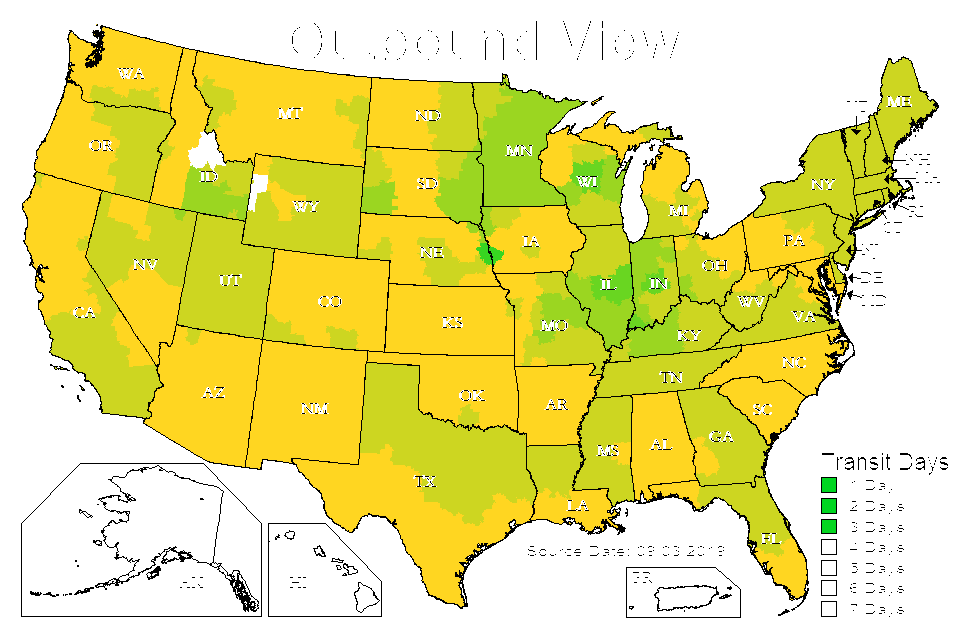 Outbound View
WA
MT
ND
MN
ME
OR
ID
SD
WI
NH
WY
MI
NY
RI
CT
NE
IA
PA
NJ
NV
UT
IL
IN
OH
DE
CO
WV
MD
CA
KS
MO
KY
VA
TN
NC
AZ
NM
OK
AR
SC
MS
AL
GA
TX
LA
FL
AK
HI
PR
Source Date: 09.03.2019
Transit Days
1 Day
2 Days
3 Days
4 Days
5 Days
6 Days
7 Days